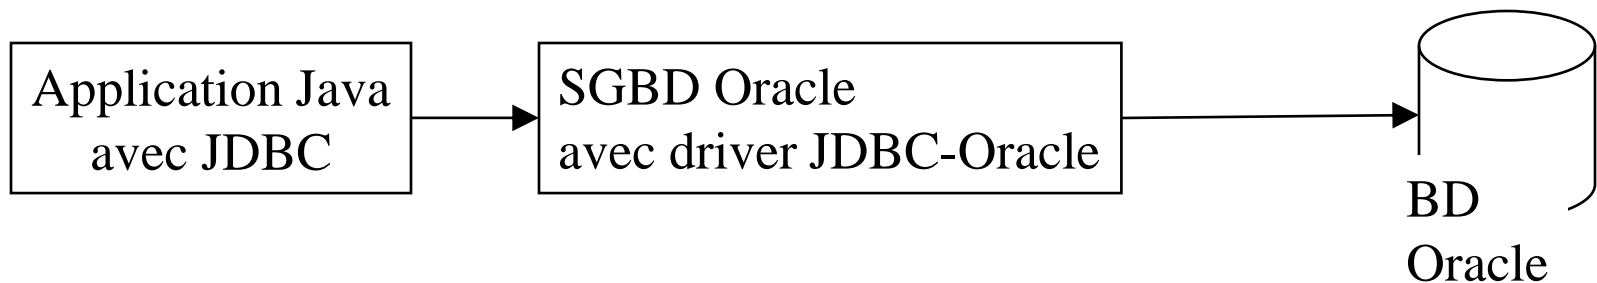 Application Java
avec JDBC
SGBD Oracle
avec driver JDBC-Oracle
BD
Oracle